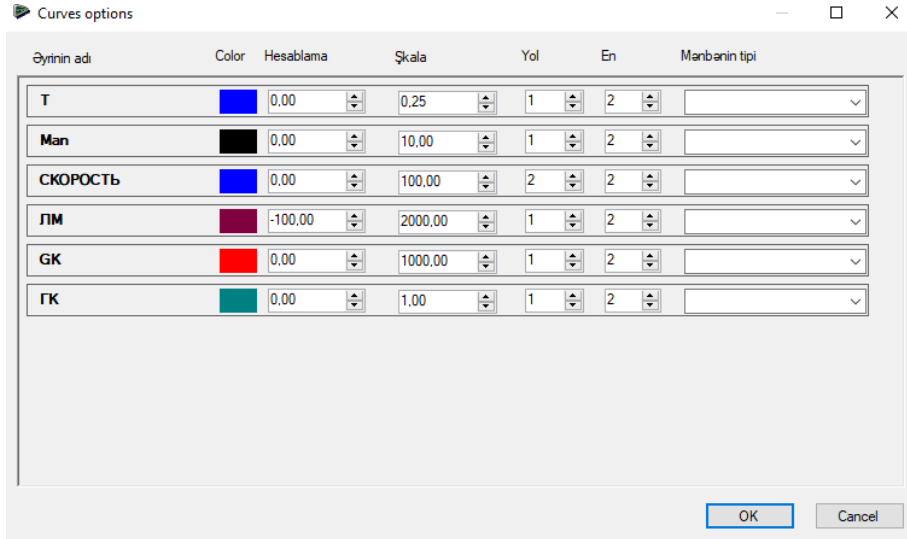 Curves options
Əyrinin adı Color Hesablama Şkala Yol En Mənbənin tipi
T 0,00 0,25 1 2
Man 0,00 10,00 1 2
СКОРОСТЬ 0,00 100,00 2 2
ЛМ -100,00 2000,00 1 2
GK 0,00 1000,00 1 2
ГК 0,00 1,00 1 2
OK Cancel